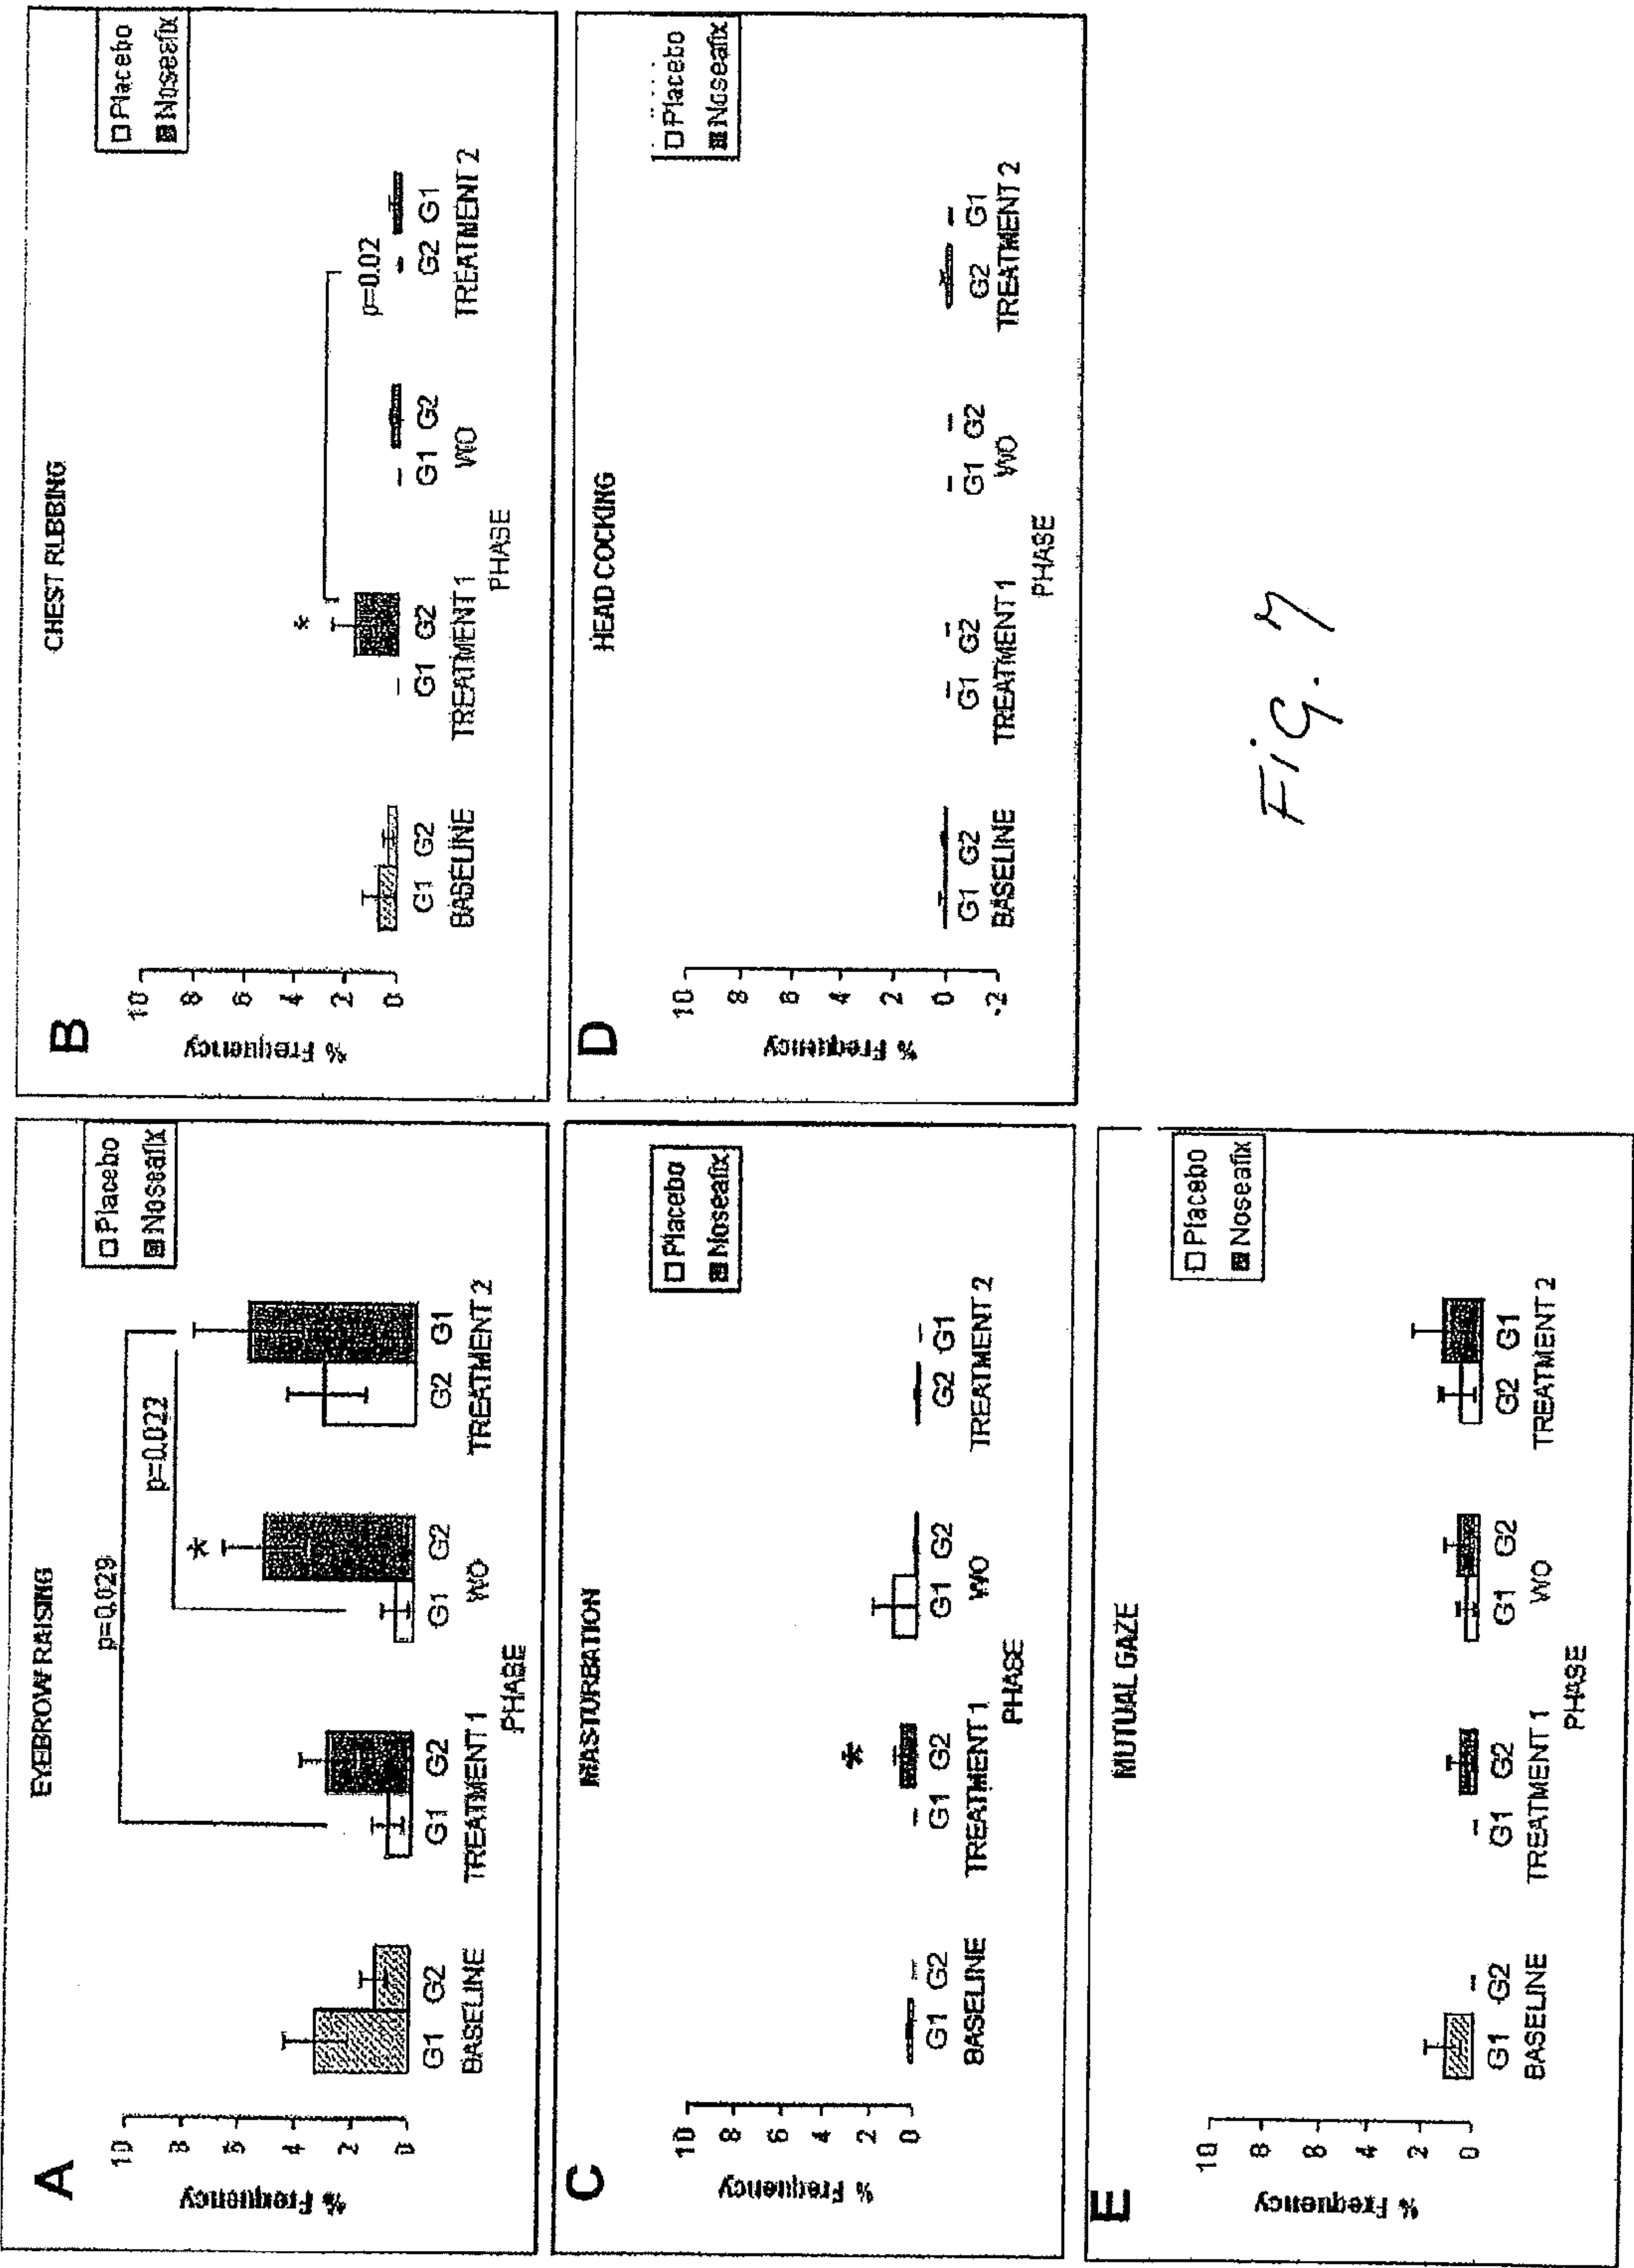 A
EYEBROW RAISING
□ Placebo
▩ Noseafix
% Frequency
10
8
6
4
2
0
p=0.029
p=0.022
*
G1 G2 G1 G2 G1 G2 G2 G1
BASELINE TREATMENT 1 WO TREATMENT 2
PHASE
B
CHEST RUBBING
□ Placebo
▩ Noseafix
% Frequency
10
8
6
4
2
0
*
p=0.02
G1 G2 G1 G2 G1 G2 G2 G1
BASELINE TREATMENT 1 WO TREATMENT 2
PHASE
C
MASTURBATION
□ Placebo
▩ Noseafix
% Frequency
10
8
6
4
2
0
*
G1 G2 G1 G2 G1 G2 G2 G1
BASELINE TREATMENT 1 WO TREATMENT 2
PHASE
D
HEAD COCKING
□ Placebo
▩ Noseafix
% Frequency
10
8
6
4
2
0
-2
G1 G2 G1 G2 G1 G2 G2 G1
BASELINE TREATMENT 1 WO TREATMENT 2
PHASE
E
MUTUAL GAZE
□ Placebo
▩ Noseafix
% Frequency
10
8
6
4
2
0
G1 G2 G1 G2 G1 G2 G2 G1
BASELINE TREATMENT 1 WO TREATMENT 2
PHASE
FIG. 7